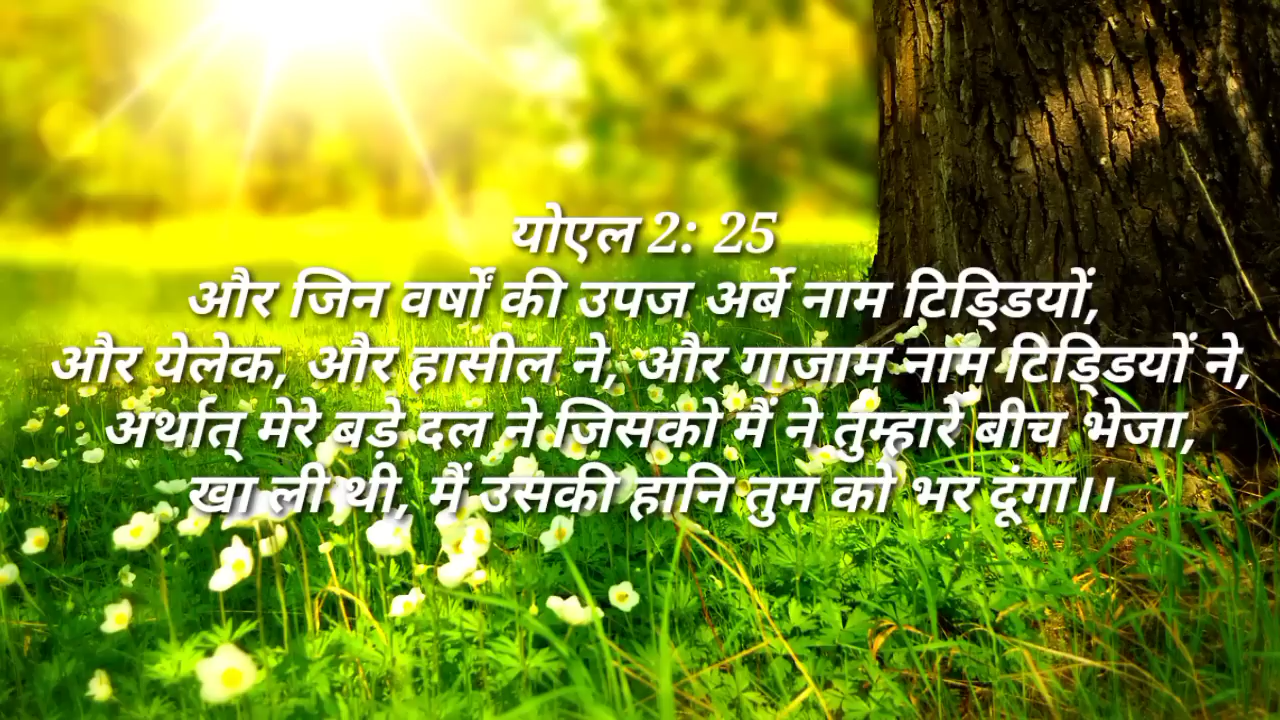 योएल 2: 25
और जिन वर्षों की उपज अर्बे नाम टिड्डियों,
और येलेक, और हासील ने, और गाजाम नाम टिड्डियों ने,
अर्थात् मेरे बड़े दल ने जिसको मैं ने तुम्हारे बीच भेजा,
खा ली थी, मैं उसकी हानि तुम को भर दूंगा।।